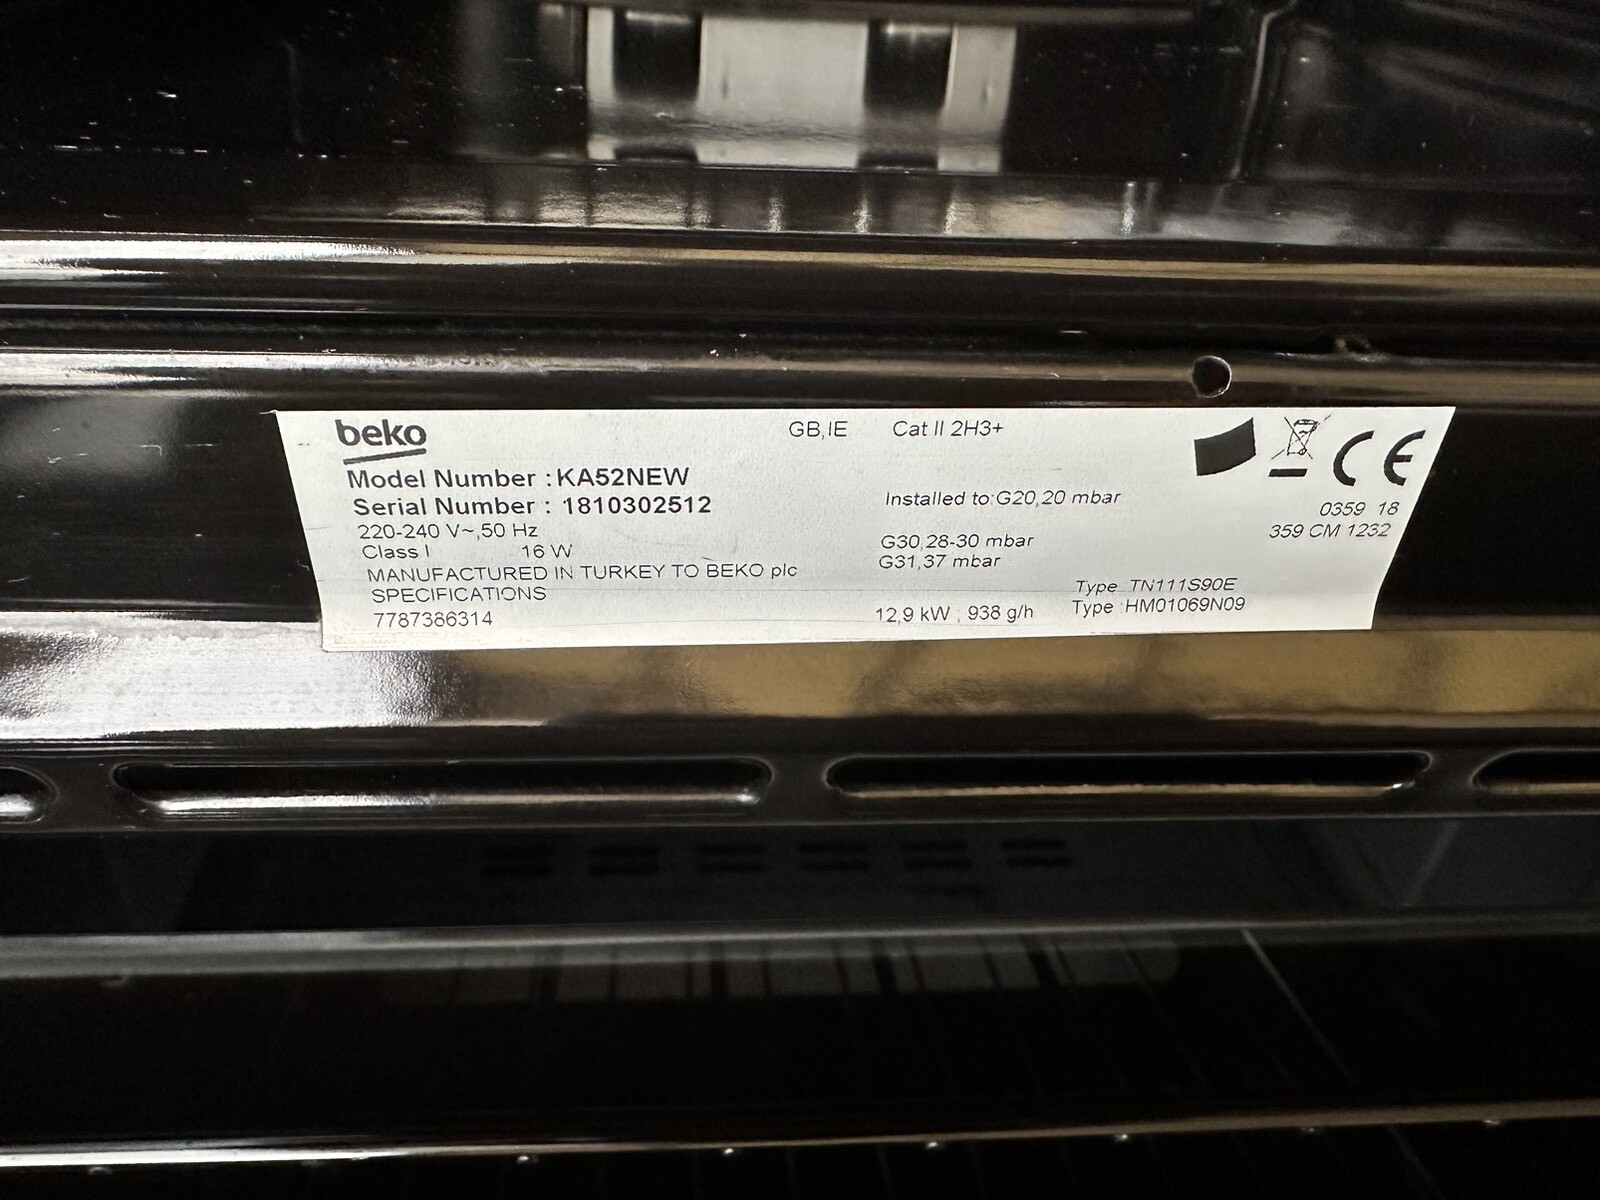 beko
GB,IE Cat II 2H3+
Model Number : KA52NEW
Serial Number : 1810302512
220-240 V~,50 Hz
Class I 16 W
MANUFACTURED IN TURKEY TO BEKO plc
SPECIFICATIONS
7787386314
Installed to:G20,20 mbar
G30,28-30 mbar
G31,37 mbar
12,9 kW ; 938 g/h
CE
0359 18
359 CM 1232
Type TN111S90E
Type HM01069N09